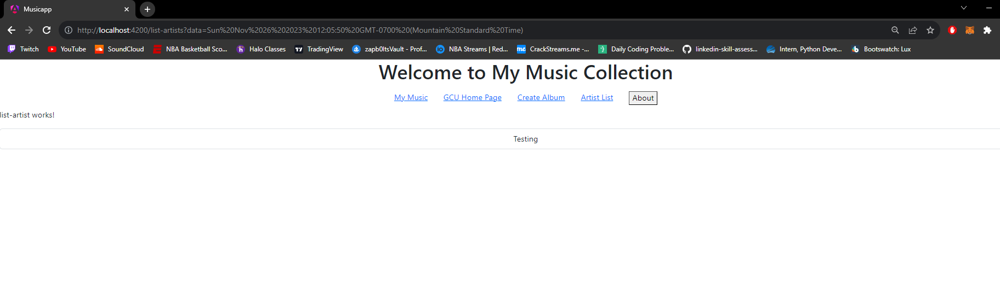 Musicapp
http://localhost:4200/list-artists?data=Sun%20Nov%2026%202023%2012:05:50%20GMT-0700%20(Mountain%20Standard%20Time)
Twitch YouTube SoundCloud NBA Basketball Sco... Halo Classes TradingView zapb0ltsVault - Prof... NBA Streams | Red... CrackStreams.me -... Daily Coding Proble... linkedin-skill-assess... Intern, Python Deve... Bootswatch: Lux
Welcome to My Music Collection
My Music GCU Home Page Create Album Artist List About
list-artist works!
Testing